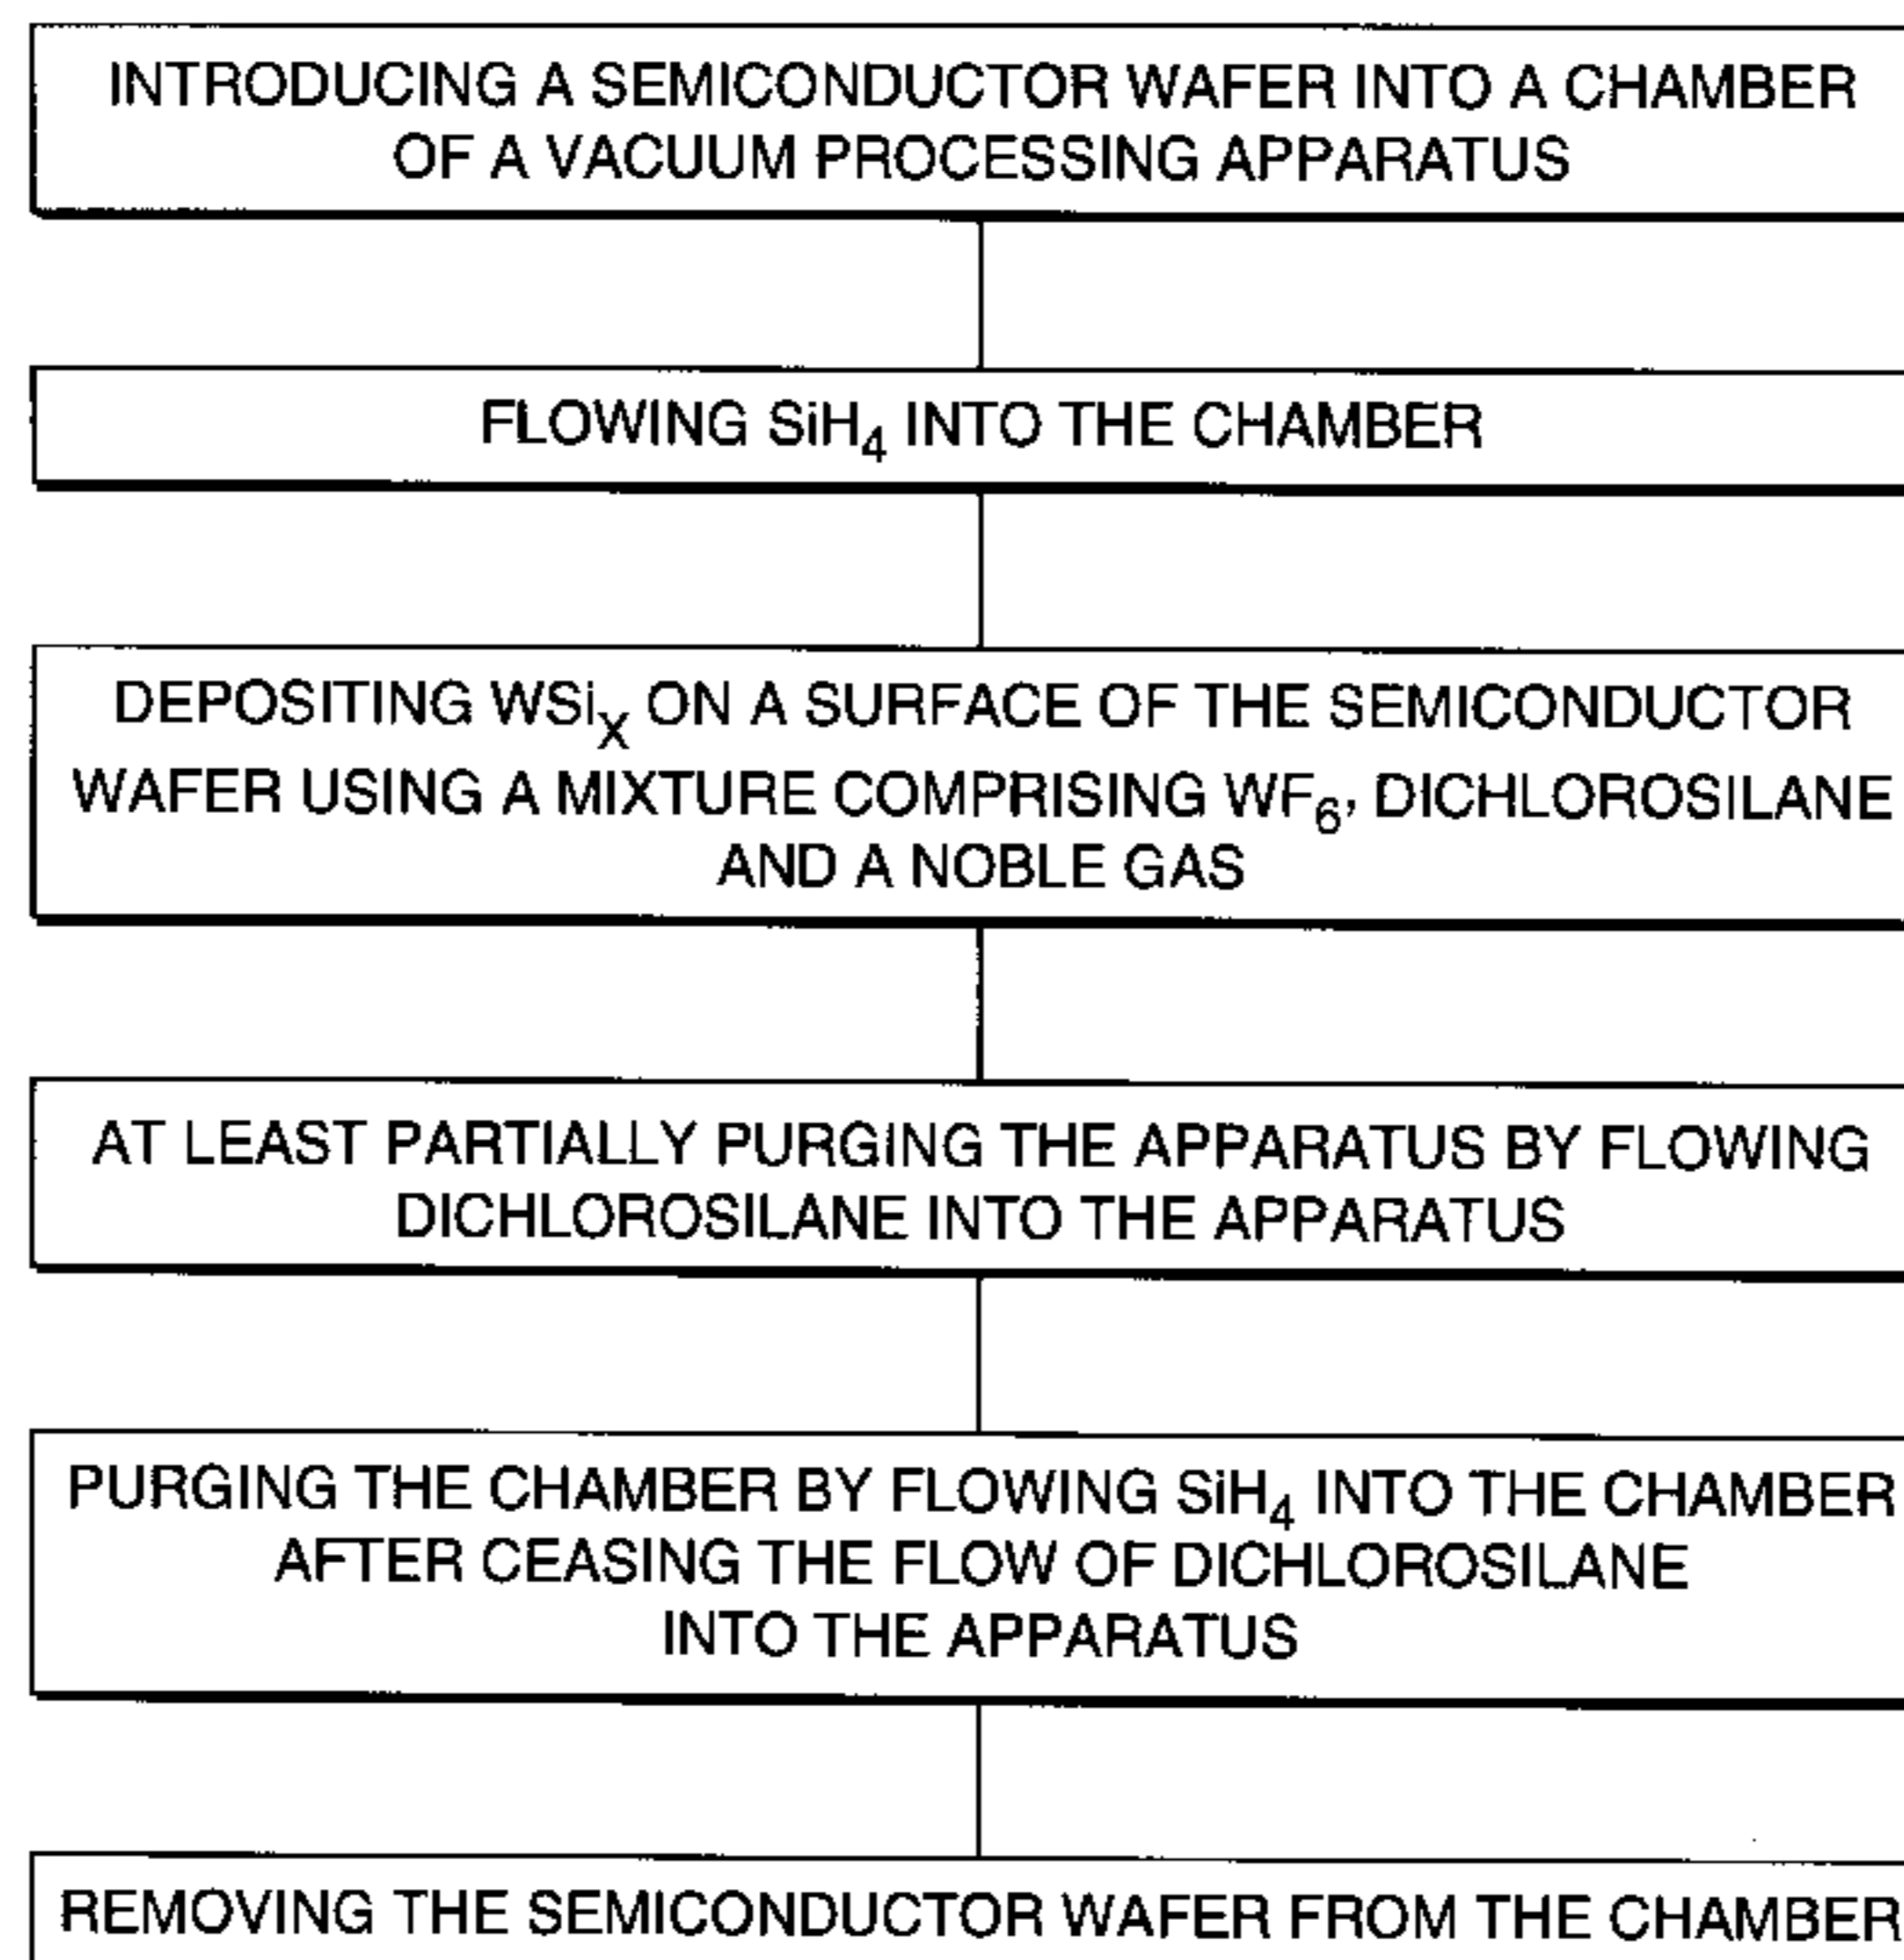 INTRODUCING A SEMICONDUCTOR WAFER INTO A CHAMBER
OF A VACUUM PROCESSING APPARATUS
FLOWING SiH₄ INTO THE CHAMBER
DEPOSITING WSiₓ ON A SURFACE OF THE SEMICONDUCTOR
WAFER USING A MIXTURE COMPRISING WF₆, DICHLOROSILANE
AND A NOBLE GAS
AT LEAST PARTIALLY PURGING THE APPARATUS BY FLOWING
DICHLOROSILANE INTO THE APPARATUS
PURGING THE CHAMBER BY FLOWING SiH₄ INTO THE CHAMBER
AFTER CEASING THE FLOW OF DICHLOROSILANE
INTO THE APPARATUS
REMOVING THE SEMICONDUCTOR WAFER FROM THE CHAMBER